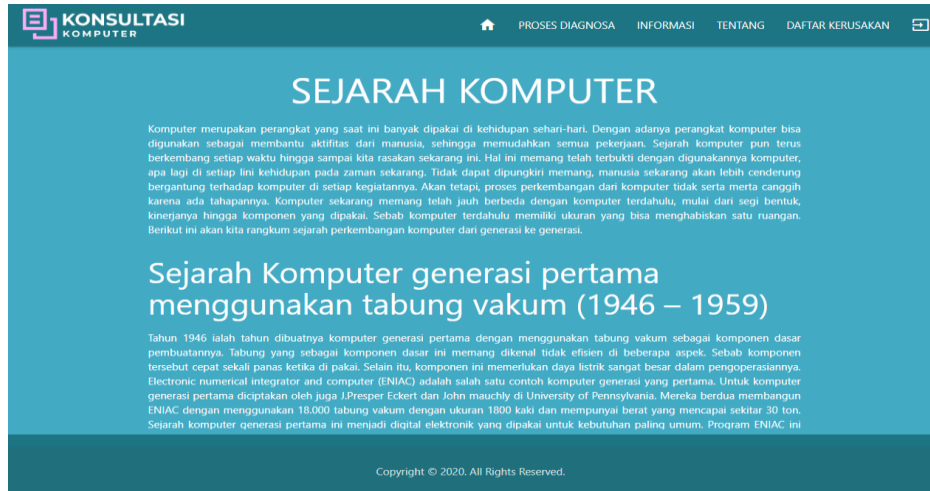 KONSULTASI
KOMPUTER
PROSES DIAGNOSA INFORMASI TENTANG DAFTAR KERUSAKAN
SEJARAH KOMPUTER
Komputer merupakan perangkat yang saat ini banyak dipakai di kehidupan sehari-hari. Dengan adanya perangkat komputer bisa
digunakan sebagai membantu aktifitas dari manusia, sehingga memudahkan semua pekerjaan. Sejarah komputer pun terus
berkembang setiap waktu hingga sampai kita rasakan sekarang ini. Hal ini memang telah terbukti dengan digunakannya komputer,
apa lagi di setiap lini kehidupan pada zaman sekarang. Tidak dapat dipungkiri memang, manusia sekarang akan lebih cenderung
bergantung terhadap komputer di setiap kegiatannya. Akan tetapi, proses perkembangan dari komputer tidak serta merta canggih
karena ada tahapannya. Komputer sekarang memang telah jauh berbeda dengan komputer terdahulu, mulai dari segi bentuk,
kinerjanya hingga komponen yang dipakai. Sebab komputer terdahulu memiliki ukuran yang bisa menghabiskan satu ruangan.
Berikut ini akan kita rangkum sejarah perkembangan komputer dari generasi ke generasi.
Sejarah Komputer generasi pertama
menggunakan tabung vakum (1946 – 1959)
Tahun 1946 ialah tahun dibuatnya komputer generasi pertama dengan menggunakan tabung vakum sebagai komponen dasar
pembuatannya. Tabung yang sebagai komponen dasar ini memang dikenal tidak efisien di beberapa aspek. Sebab komponen
tersebut cepat sekali panas ketika di pakai. Selain itu, komponen ini memerlukan daya listrik sangat besar dalam pengoperasiannya.
Electronic numerical integrator and computer (ENIAC) adalah salah satu contoh komputer generasi yang pertama. Untuk komputer
generasi pertama diciptakan oleh juga J.Presper Eckert dan John mauchly di University of Pennsylvania. Mereka berdua membangun
ENIAC dengan menggunakan 18.000 tabung vakum dengan ukuran 1800 kaki dan mempunyai berat yang mencapai sekitar 30 ton.
Sejarah komputer generasi pertama ini menjadi digital elektronik yang dipakai untuk kebutuhan paling umum. Program ENIAC ini
Copyright © 2020. All Rights Reserved.